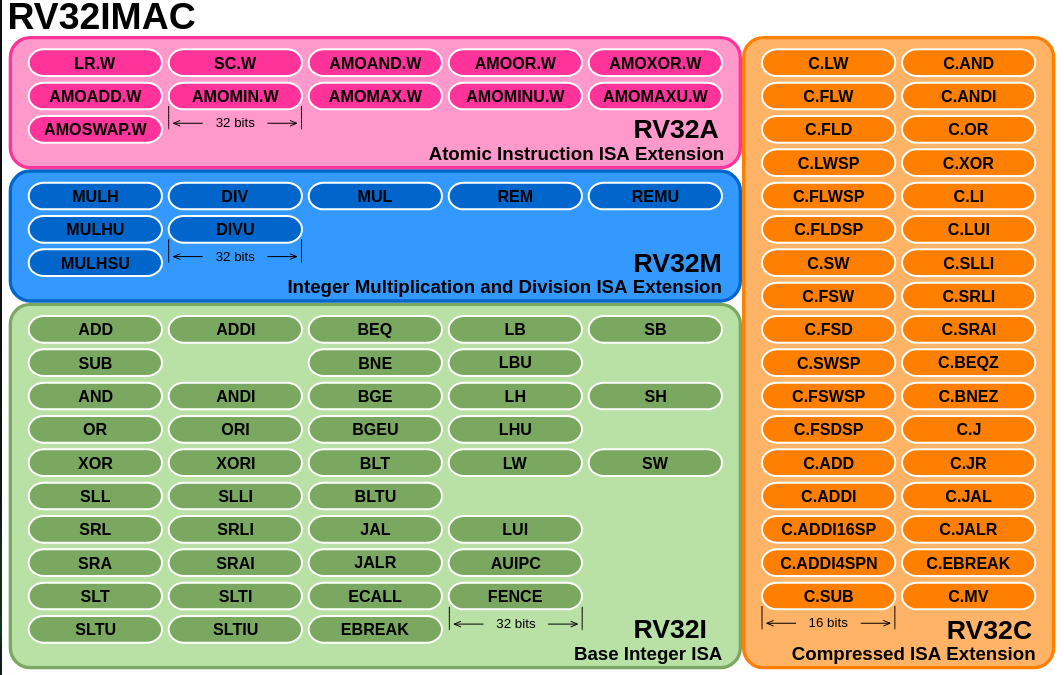 RV32IMAC
LR.W SC.W AMOAND.W AMOOR.W AMOXOR.W
AMOADD.W AMOMIN.W AMOMAX.W AMOMINU.W AMOMAXU.W
AMOSWAP.W 32 bits
RV32A
Atomic Instruction ISA Extension
MULH DIV MUL REM REMU
MULHU DIVU
MULHSU 32 bits
RV32M
Integer Multiplication and Division ISA Extension
ADD ADDI BEQ LB SB
SUB BNE LBU
AND ANDI BGE LH SH
OR ORI BGEU LHU
XOR XORI BLT LW SW
SLL SLLI BLTU
SRL SRLI JAL LUI
SRA SRAI JALR AUIPC
SLT SLTI ECALL FENCE
SLTU SLTIU EBREAK 32 bits
RV32I
Base Integer ISA
C.LW C.AND
C.FLW C.ANDI
C.FLD C.OR
C.LWSP C.XOR
C.FLWSP C.LI
C.FLDSP C.LUI
C.SW C.SLLI
C.FSW C.SRLI
C.FSD C.SRAI
C.SWSP C.BEQZ
C.FSWSP C.BNEZ
C.FSDSP C.J
C.ADD C.JR
C.ADDI C.JAL
C.ADDI16SP C.JALR
C.ADDI4SPN C.EBREAK
C.SUB C.MV
16 bits
RV32C
Compressed ISA Extension